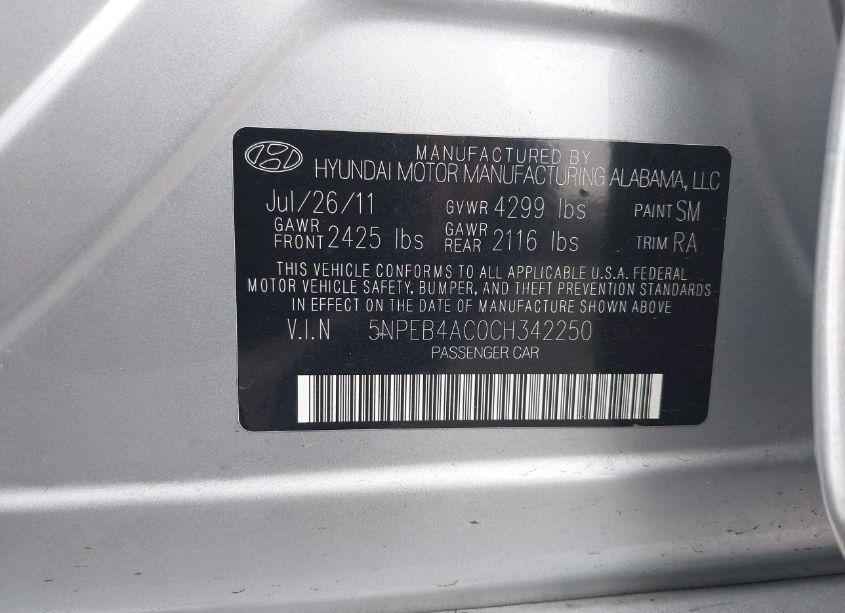 MANUFACTURED BY
HYUNDAI MOTOR MANUFACTURING ALABAMA, LLC
Jul/26/11 GVWR 4299 lbs PAINT SM
GAWR FRONT 2425 lbs GAWR REAR 2116 lbs TRIM RA
THIS VEHICLE CONFORMS TO ALL APPLICABLE U.S.A. FEDERAL
MOTOR VEHICLE SAFETY, BUMPER, AND THEFT PREVENTION STANDARDS
IN EFFECT ON THE DATE OF MANUFACTURE SHOWN ABOVE
V.I.N 5NPEB4AC0CH342250
PASSENGER CAR